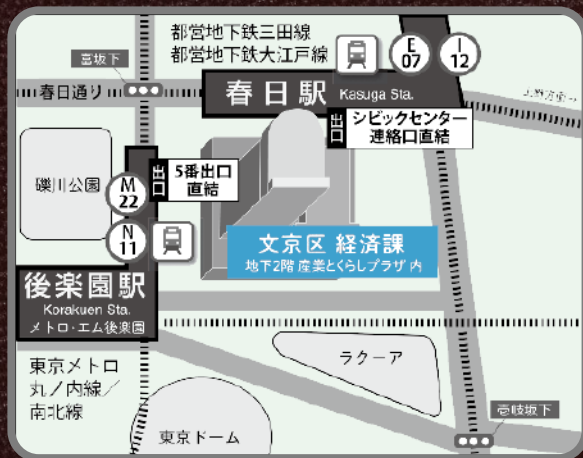 都営地下鉄三田線
都営地下鉄大江戸線
E
07
I
12
富坂下
春日通り
春日駅 Kasuga Sta.
上野方面→
出口
シビックセンター
連絡口直結
出口
5番出口
直結
礫川公園
M
22
N
11
文京区 経済課
地下2階 産業とくらしプラザ 内
後楽園駅
Korakuen Sta.
メトロ・エム後楽園
東京メトロ
丸ノ内線／
南北線
ラクーア
東京ドーム
壱岐坂下